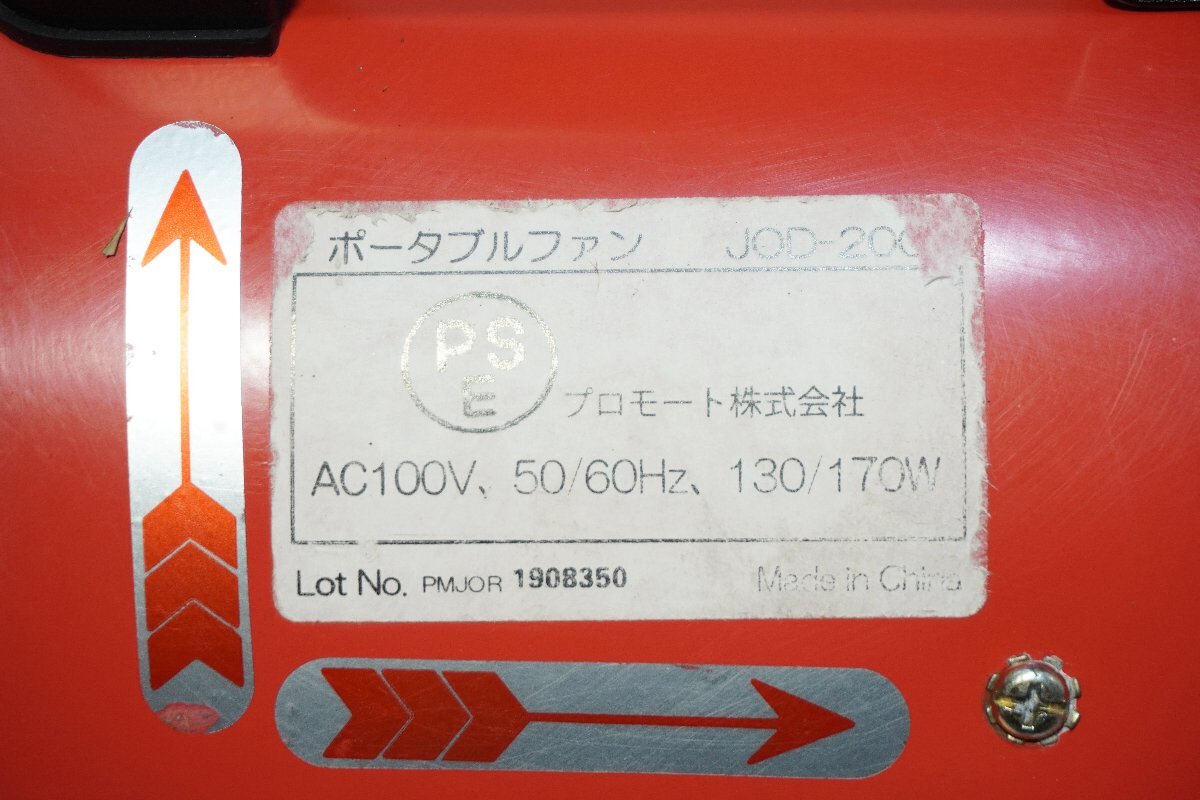 ポータブルファン JOD-200
PS
E
プロモート株式会社
AC100V、50/60Hz、130/170W
Lot No. PMJOR 1908350
Made in China